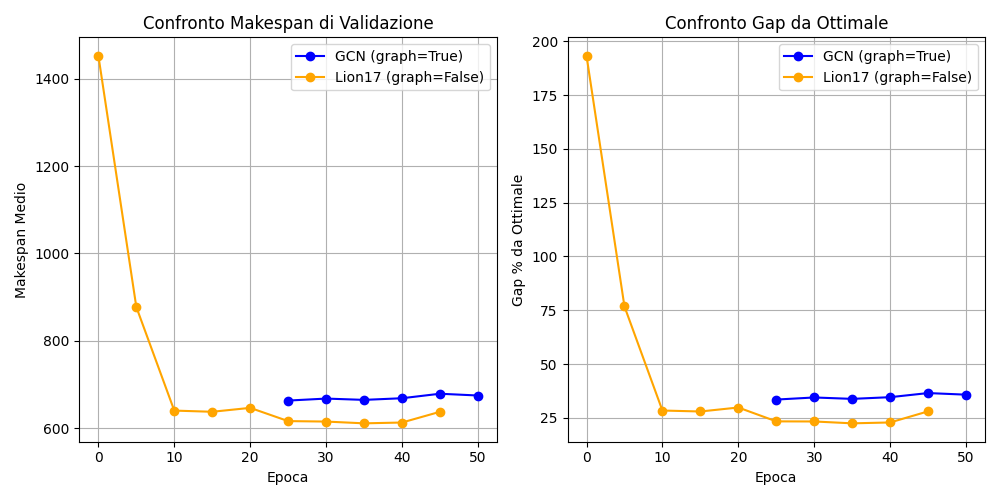 Confronto Makespan di Validazione
GCN (graph=True)
Lion17 (graph=False)
Makespan Medio
1400
1200
1000
800
600
0 10 20 30 40 50
Epoca
Confronto Gap da Ottimale
GCN (graph=True)
Lion17 (graph=False)
Gap % da Ottimale
200
175
150
125
100
75
50
25
0 10 20 30 40 50
Epoca